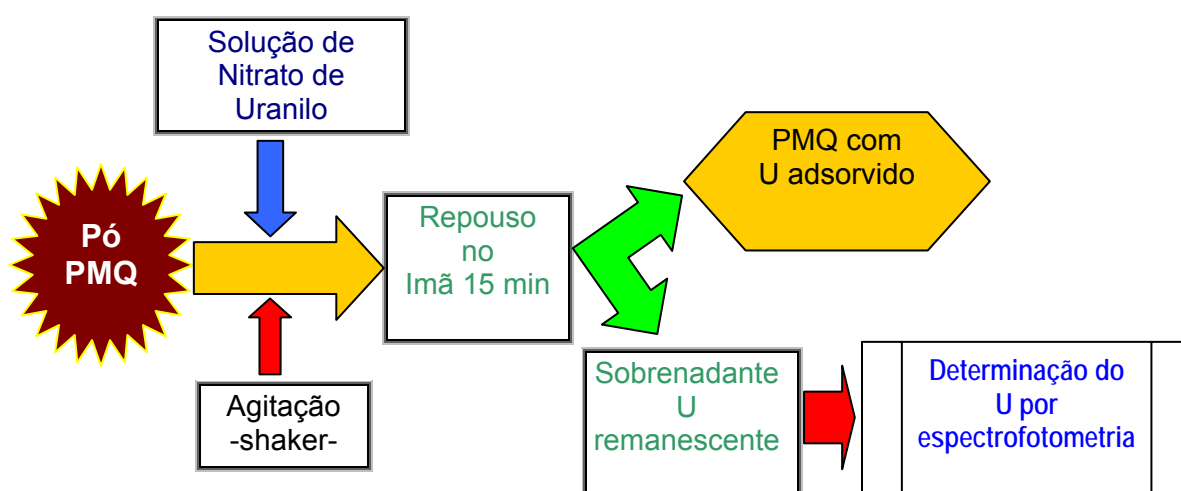 Solução de
Nitrato de
Uranilo
Pó
PMQ
Agitação
-shaker-
Repouso
no
Imã 15 min
PMQ com
U adsorvido
Sobrenadante
U
remanescente
Determinação do
U por
espectrofotometria